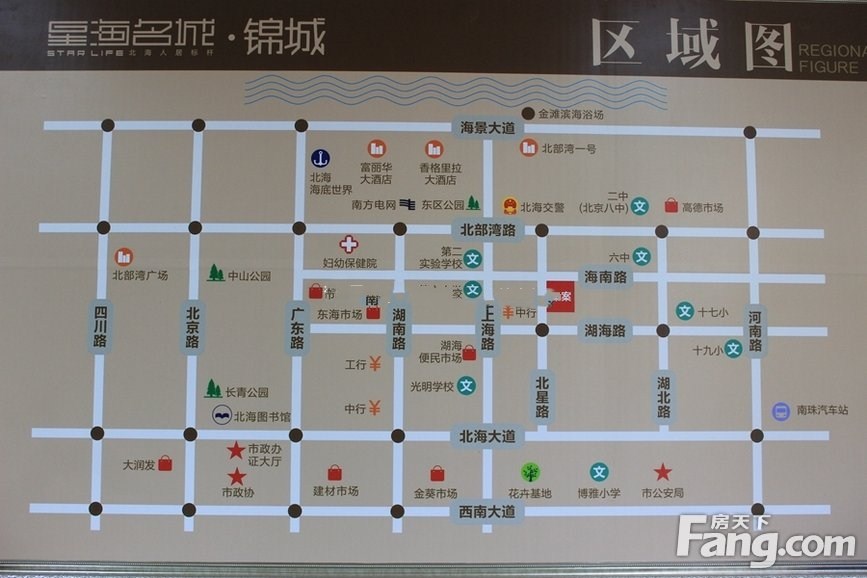 星海名城·锦城
STAR LIFE 北海人居标杆
区域图
REGIONA
FIGURE
海景大道
金滩滨海浴场
北海
海底世界
富丽华
大酒店
香格里拉
大酒店
北部湾一号
南方电网
东区公园
北海交警
二中
(北京八中)
高德市场
北部湾路
北部湾广场
中山公园
妇幼保健院
第二
实验学校
六中
海南路
四川路
北京路
广东路
南
东海市场
湖南路
上海路
中行
案
湖海路
十七小
河南路
十九小
工行
湖海
便民市场
光明学校
北星路
湖北路
长青公园
中行
北海图书馆
南珠汽车站
北海大道
大润发
市政办
证大厅
市政协
建材市场
金葵市场
花卉基地
博雅小学
市公安局
西南大道
房天下
Fang.com